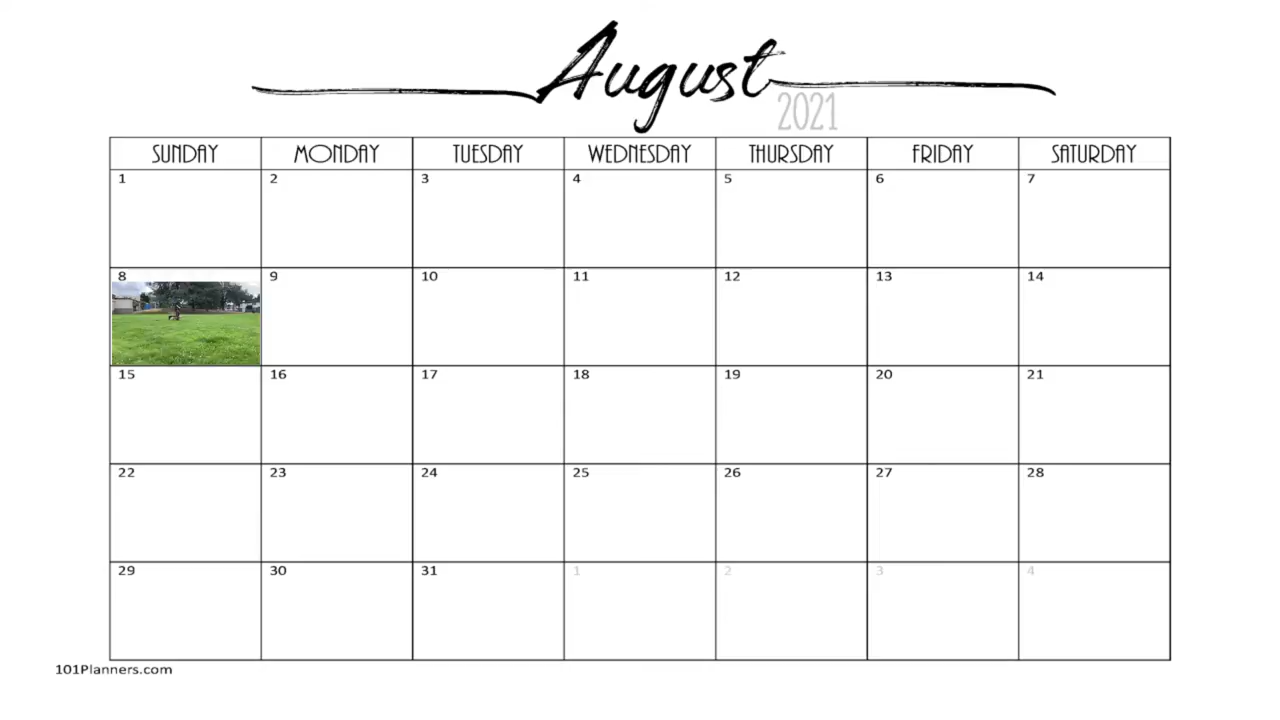 August
2021
SUNDAY MONDAY TUESDAY WEDNESDAY THURSDAY FRIDAY SATURDAY
1 2 3 4 5 6 7
8 9 10 11 12 13 14
15 16 17 18 19 20 21
22 23 24 25 26 27 28
29 30 31 1 2 3 4
101Planners.com